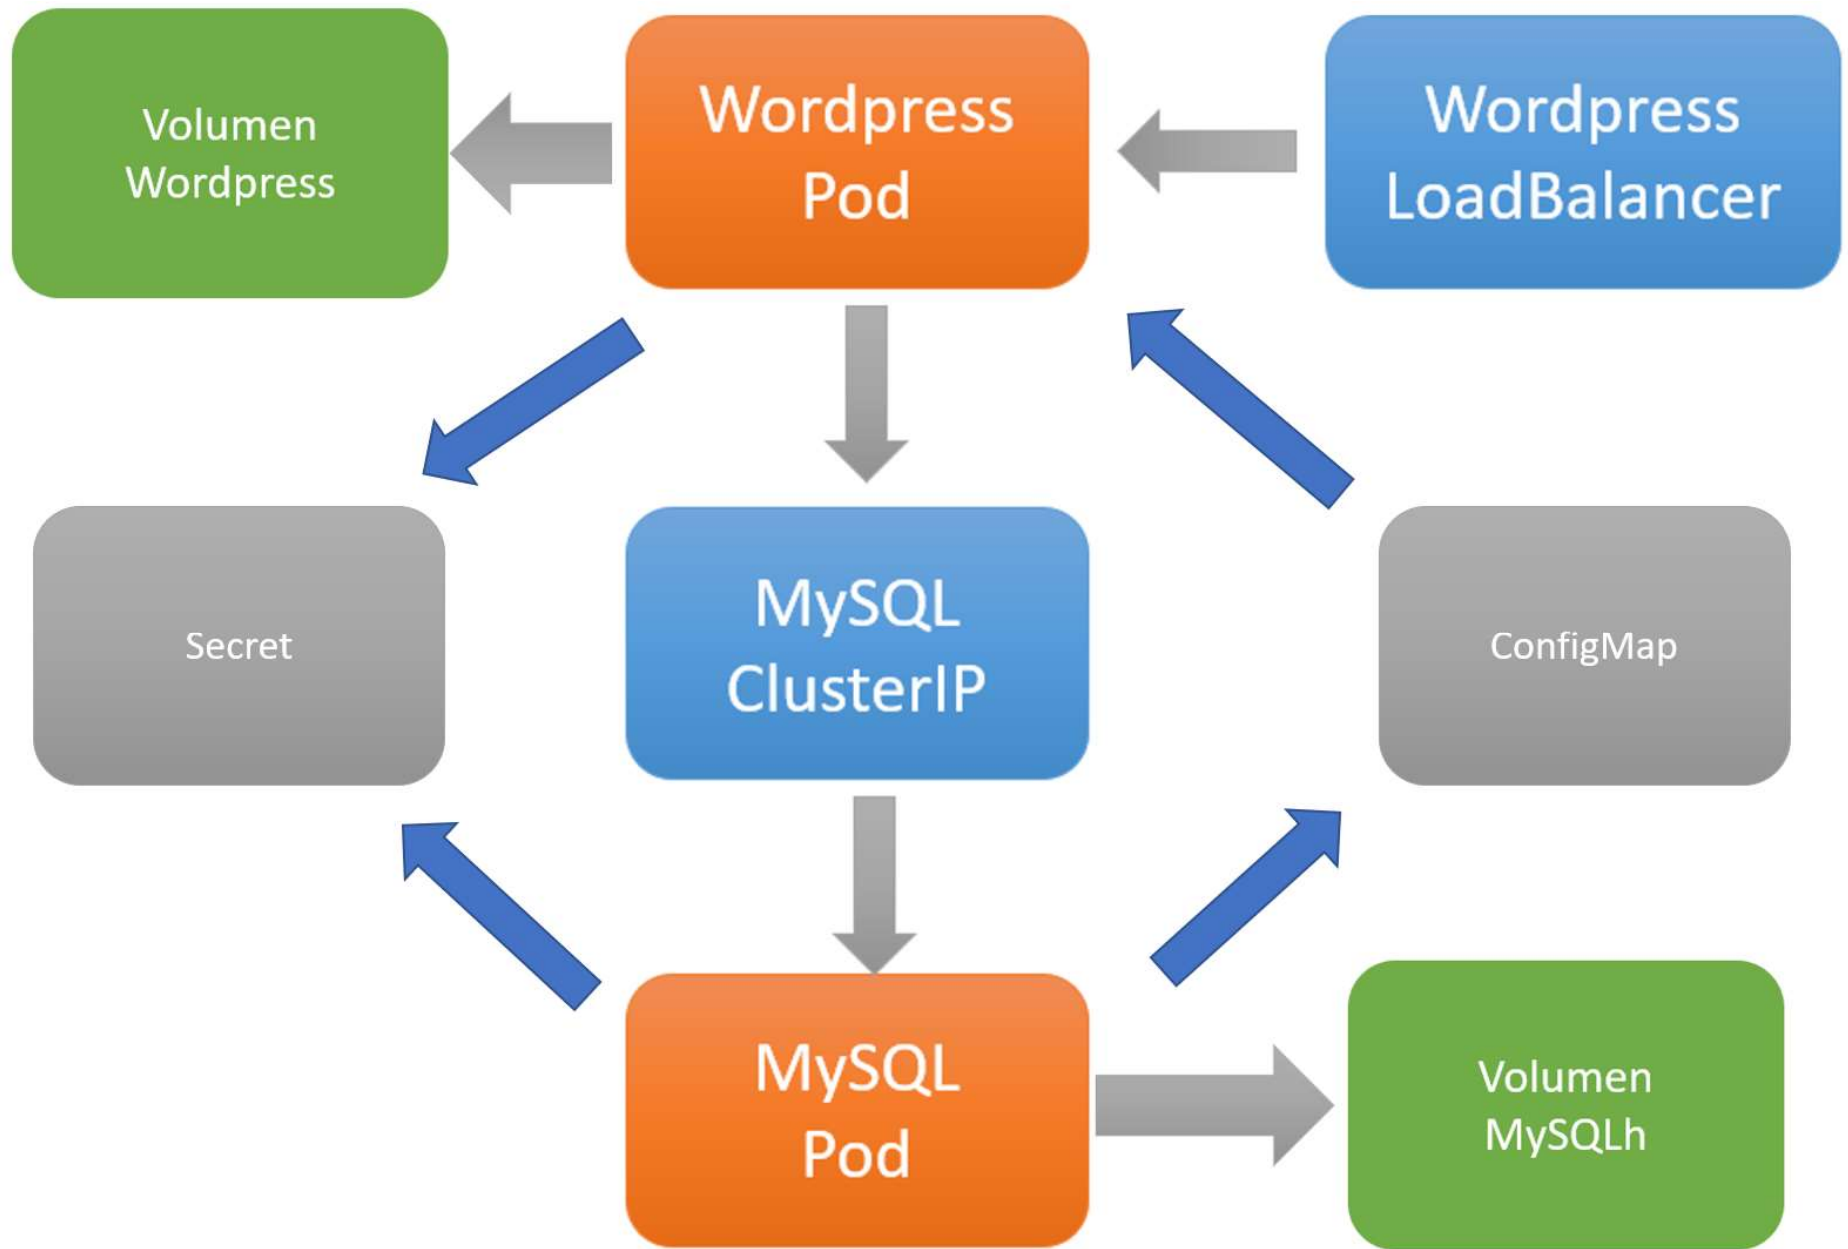 Volumen
Wordpress
Wordpress
Pod
Wordpress
LoadBalancer
Secret
MySQL
ClusterIP
ConfigMap
MySQL
Pod
Volumen
MySQLh